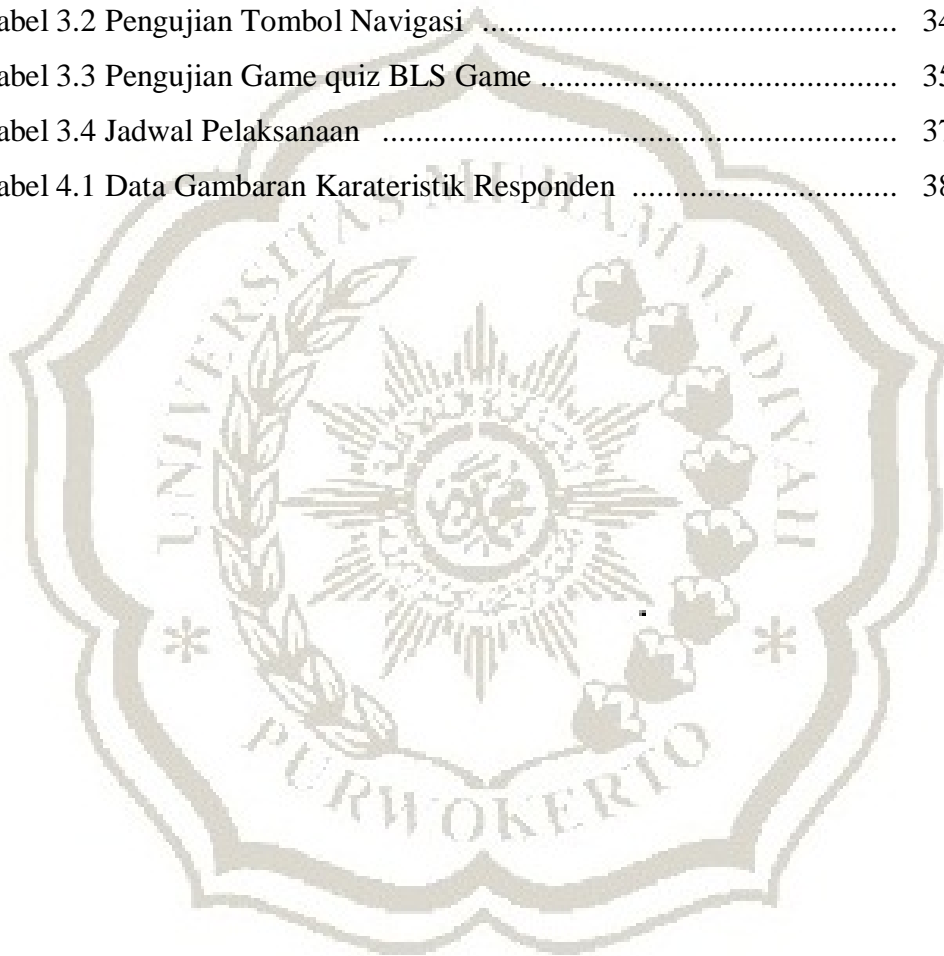 abel 3.2 Pengujian Tombol Navigasi ................................................ 34
abel 3.3 Pengujian Game quiz BLS Game ......................................... 35
abel 3.4 Jadwal Pelaksanaan ............................................................ 37
abel 4.1 Data Gambaran Karateristik Responden ............................... 38
UNIVERSITAS MUHAMMADIYAH
PURWOKERTO